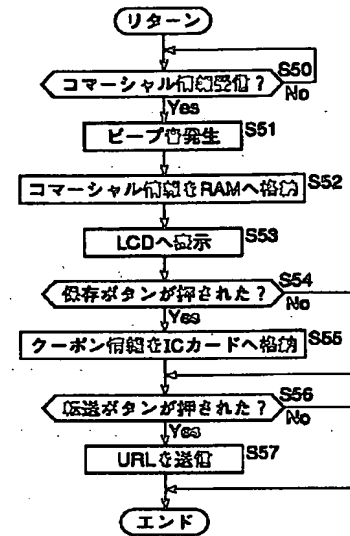 リターン
コマーシャル情報受信?
S50
No
Yes
ビープ音発生
S51
コマーシャル情報をRAMへ格納
S52
LCDへ表示
S53
保存ボタンが押された?
S54
No
Yes
クーポン情報をICカードへ格納
S55
転送ボタンが押された?
S56
No
Yes
URLを送信
S57
エンド